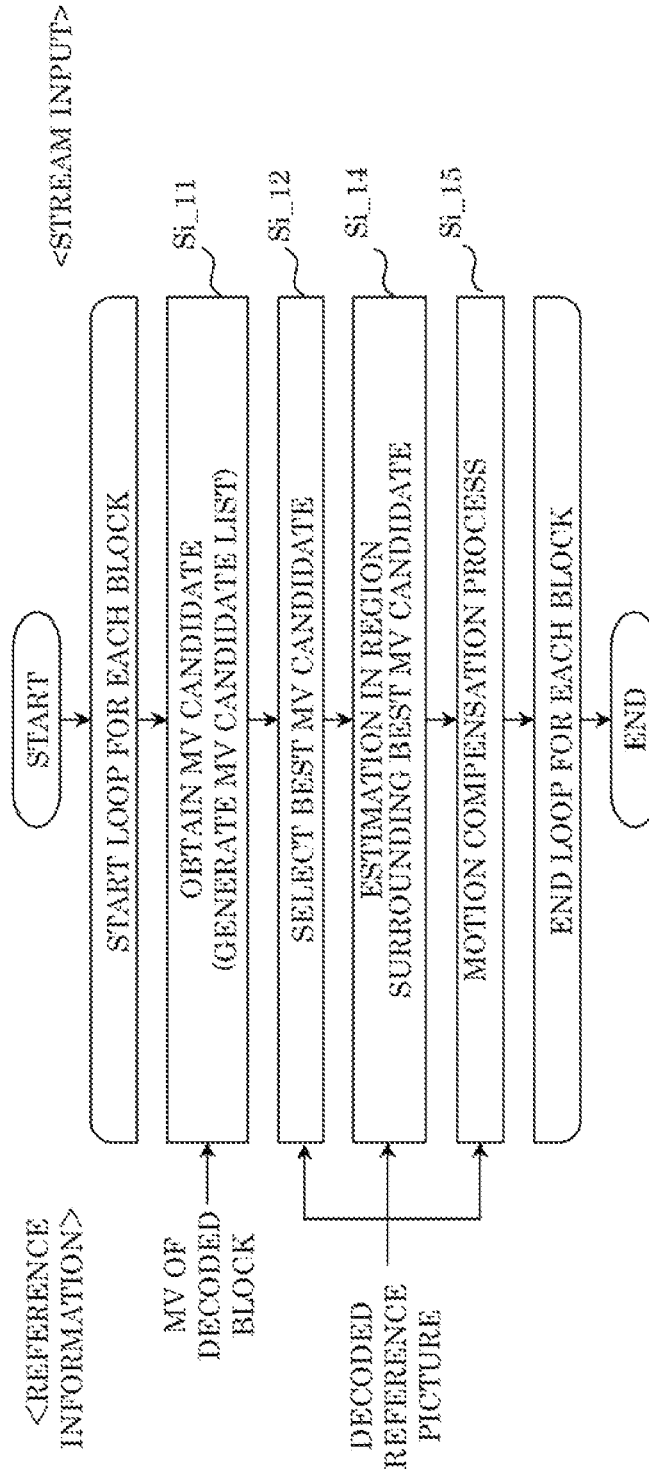 <REFERENCE
INFORMATION>
<STREAM INPUT>
START
START LOOP FOR EACH BLOCK
MV OF
DECODED
BLOCK
OBTAIN MV CANDIDATE
(GENERATE MV CANDIDATE LIST)
Si_11
SELECT BEST MV CANDIDATE
Si_12
DECODED
REFERENCE
PICTURE
ESTIMATION IN REGION
SURROUNDING BEST MV CANDIDATE
Si_14
MOTION COMPENSATION PROCESS
Si_15
END LOOP FOR EACH BLOCK
END